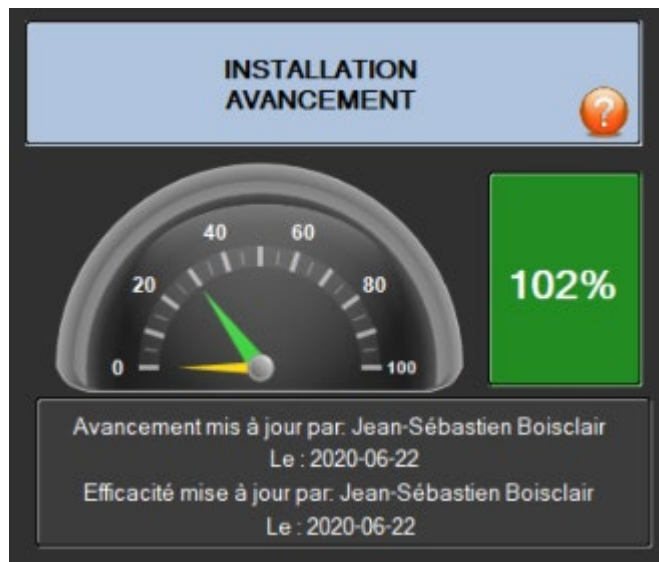 INSTALLATION
AVANCEMENT
?
40 60
20 80
102%
0 100
Avancement mis à jour par: Jean-Sébastien Boisclair
Le : 2020-06-22
Efficacité mise à jour par: Jean-Sébastien Boisclair
Le : 2020-06-22